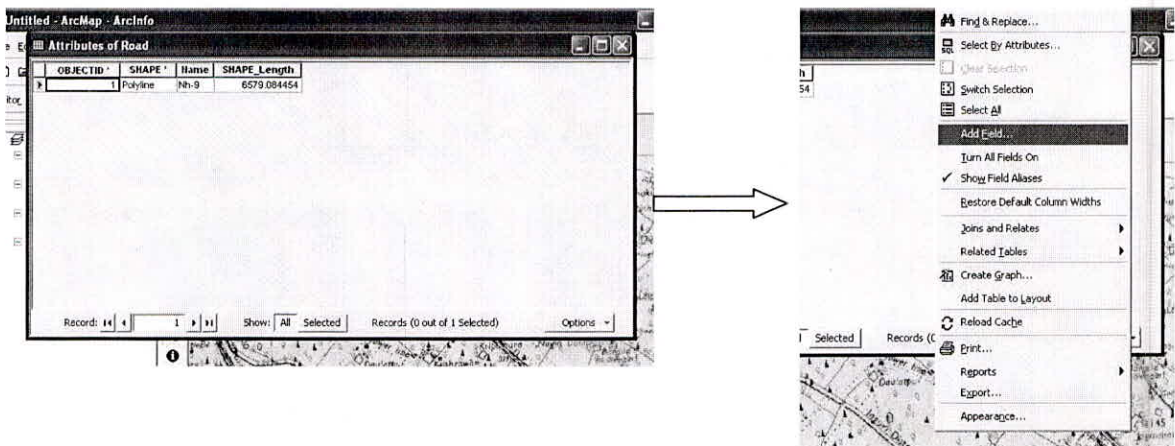 Untitled - ArcMap - ArcInfo
Attributes of Road
OBJECTID * SHAPE * Name SHAPE_Length
1 Polyline Nh-9 6579.084454
Record: 1 Show: All Selected Records (0 out of 1 Selected) Options
Find & Replace...
Select By Attributes...
Clear Selection
Switch Selection
Select All
Add Field...
Turn All Fields On
Show Field Aliases
Restore Default Column Widths
Joins and Relates
Related Tables
Create Graph...
Add Table to Layout
Reload Cache
Print...
Reports
Export...
Appearance...
h
54
Selected Records (0